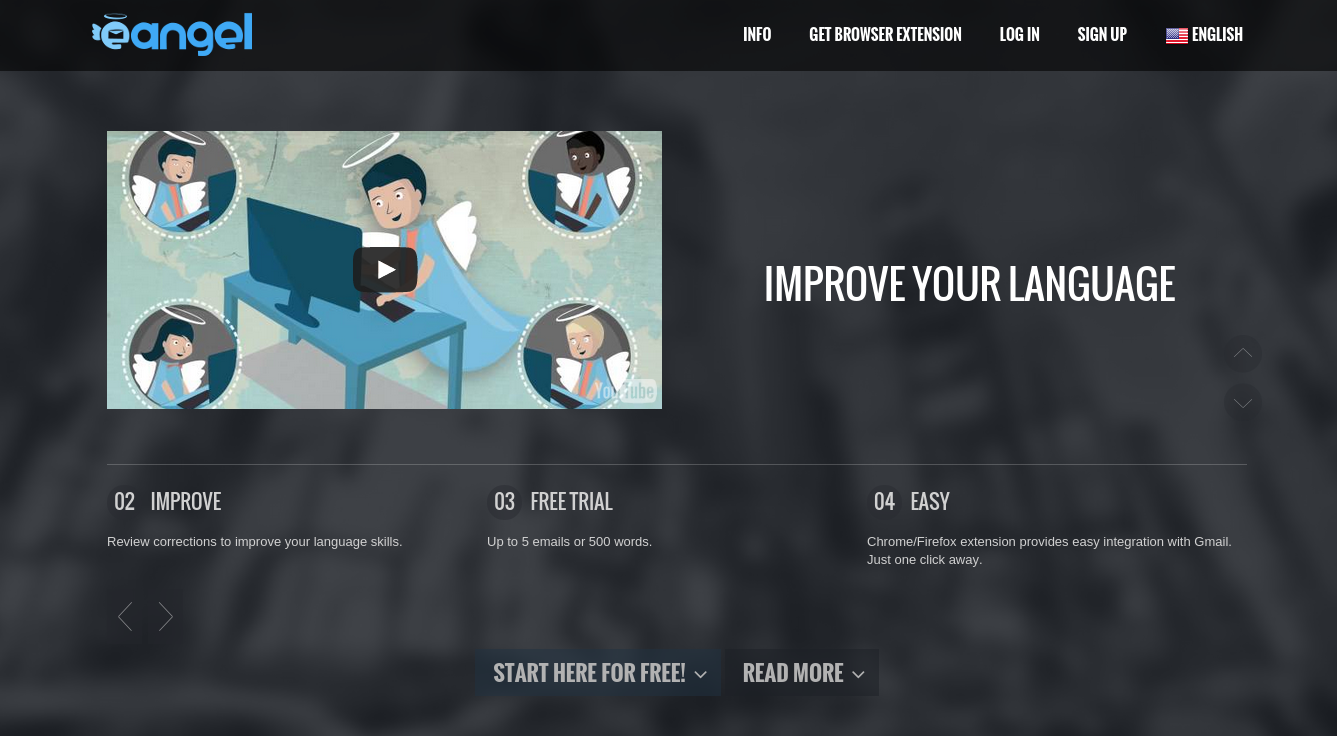 eangel
INFO
GET BROWSER EXTENSION
LOG IN
SIGN UP
ENGLISH
YouTube
IMPROVE YOUR LANGUAGE
02 IMPROVE
Review corrections to improve your language skills.
03 FREE TRIAL
Up to 5 emails or 500 words.
04 EASY
Chrome/Firefox extension provides easy integration with Gmail.
Just one click away.
START HERE FOR FREE!
READ MORE